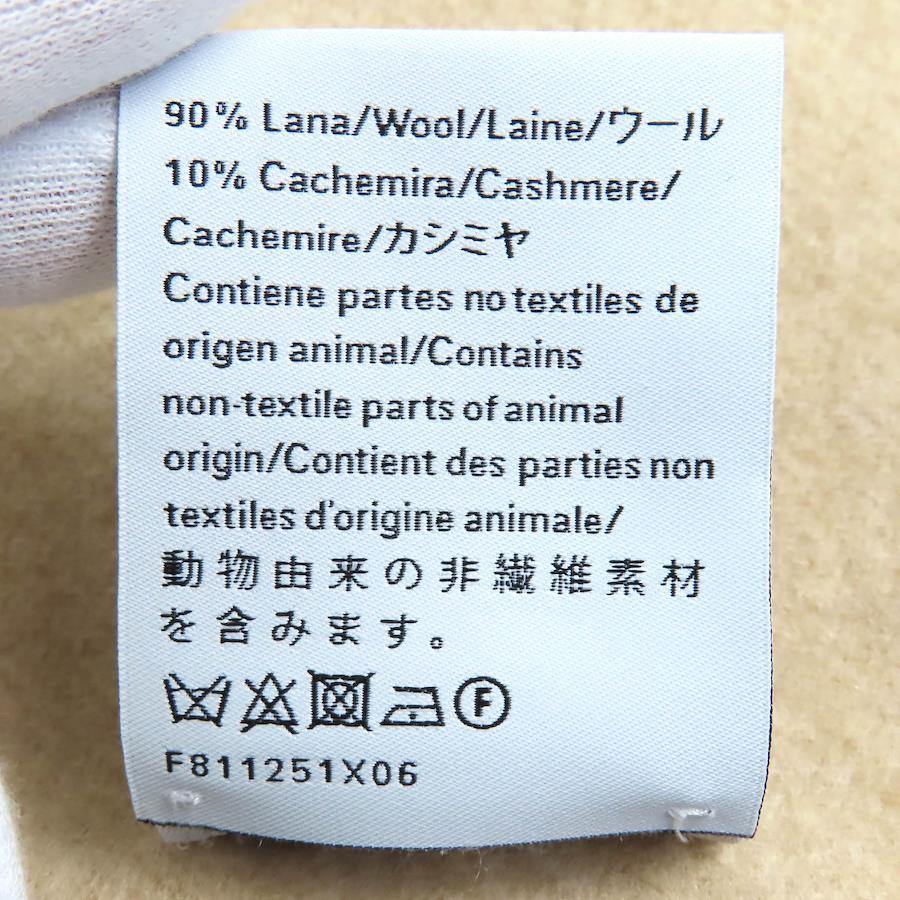 90% Lana/Wool/Laine/ウール
10% Cachemira/Cashmere/
Cachemire/カシミヤ
Contiene partes no textiles de
origen animal/Contains
non-textile parts of animal
origin/Contient des parties non
textiles d'origine animale/
動物由来の非繊維素材
を含みます。
F
F811251X06